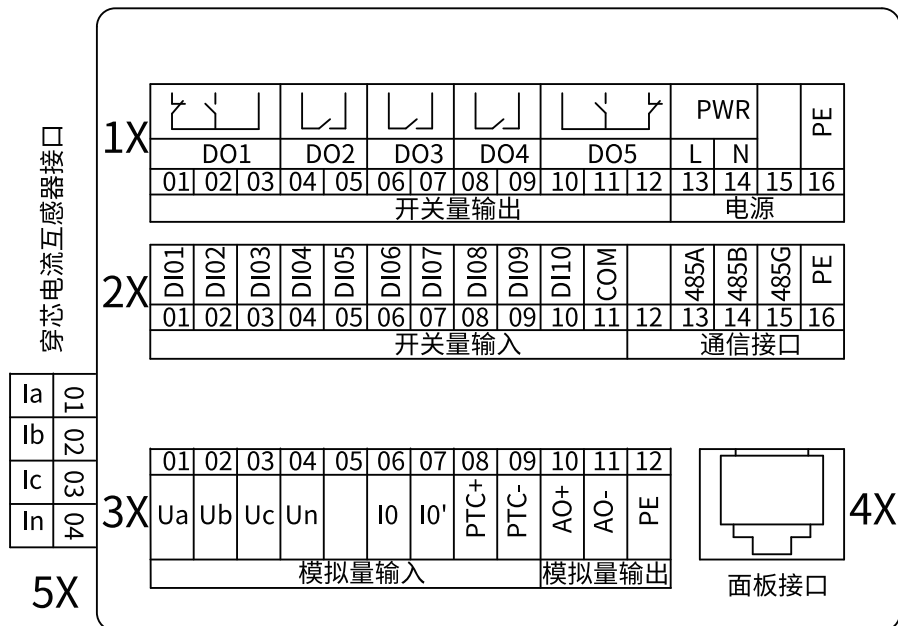 PWR
PE
1X
DO1 DO2 DO3 DO4 DO5 L N
01 02 03 04 05 06 07 08 09 10 11 12 13 14 15 16
开关量输出 电源
穿芯电流互感器接口
2X
DI01 DI02 DI03 DI04 DI05 DI06 DI07 DI08 DI09 DI10 COM 485A 485B 485G PE
01 02 03 04 05 06 07 08 09 10 11 12 13 14 15 16
开关量输入 通信接口
Ia 01
Ib 02
Ic 03
In 04
5X
01 02 03 04 05 06 07 08 09 10 11 12
3X
Ua Ub Uc Un I0 I0' PTC+ PTC- AO+ AO- PE
模拟量输入 模拟量输出
4X
面板接口